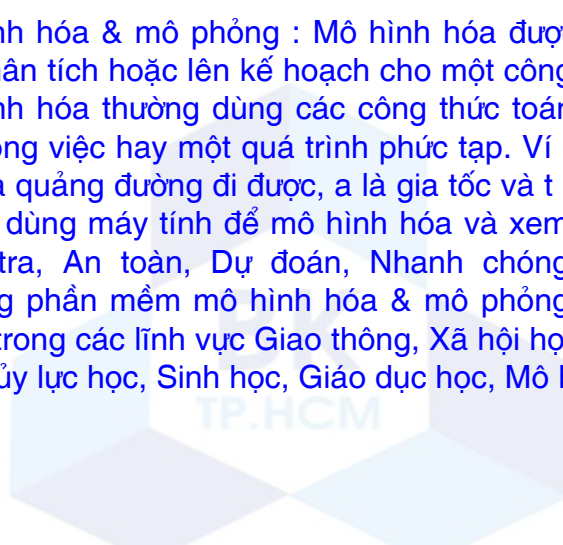 nh hóa & mô phỏng : Mô hình hóa đượ
ân tích hoặc lên kế hoạch cho một công
nh hóa thường dùng các công thức toán
ng việc hay một quá trình phức tạp. Ví
quảng đường đi được, a là gia tốc và t
dùng máy tính để mô hình hóa và xem
tra, An toàn, Dự đoán, Nhanh chóng
g phần mềm mô hình hóa & mô phỏng
trong các lĩnh vực Giao thông, Xã hội họ
ủy lực học, Sinh học, Giáo dục học, Mô
BK
TP.HCM